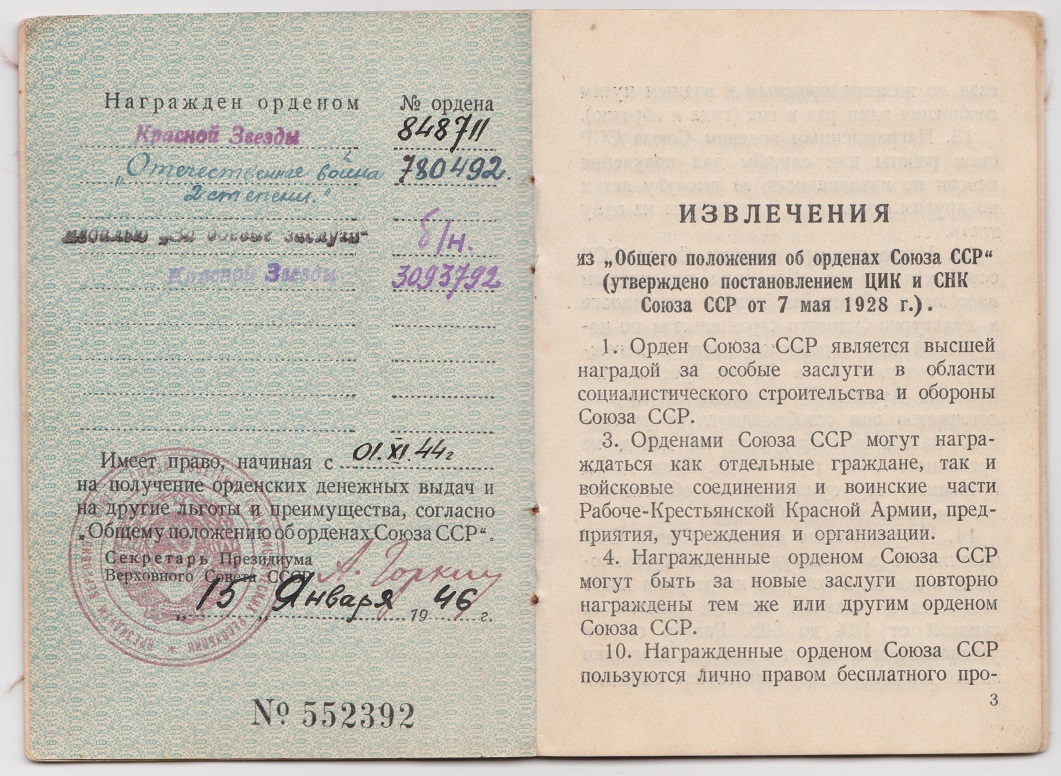 Награжден орденом № ордена
Красной Звезды 848711
„Отечественная война 780492.
2 степени."
медалью „За боевые заслуги" б/н.
Красной Звезды 3093792
Имеет право, начиная с 01.XI.44г
на получение орденских денежных выдач и
на другие льготы и преимущества, согласно
„Общему положению об орденах Союза ССР“.
Секретарь Президиума
Верховного Совета СССР А. Горкин
„15 Января 1946 г.
№ 552392
ИЗВЛЕЧЕНИЯ
из „Общего положения об орденах Союза ССР“
(утверждено постановлением ЦИК и СНК
Союза ССР от 7 мая 1928 г.).
1. Орден Союза ССР является высшей
наградой за особые заслуги в области
социалистического строительства и обороны
Союза ССР.
3. Орденами Союза ССР могут награ-
ждаться как отдельные граждане, так и
войсковые соединения и воинские части
Рабоче-Крестьянской Красной Армии, пред-
приятия, учреждения и организации.
4. Награжденные орденом Союза ССР
могут быть за новые заслуги повторно
награждены тем же или другим орденом
Союза ССР.
10. Награжденные орденом Союза ССР
пользуются лично правом бесплатного про-
3